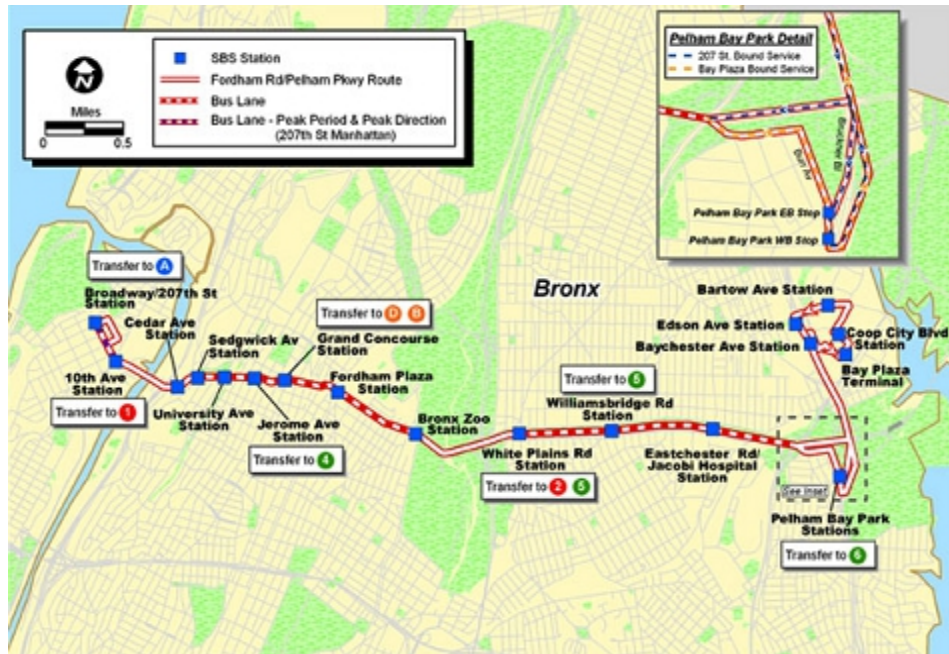 N
Miles
0
0.5
SBS Station
Fordham Rd/Pelham Pkwy Route
Bus Lane
Bus Lane - Peak Period & Peak Direction
(207th St Manhattan)
Pelham Bay Park Detail
207 St. Bound Service
Bay Plaza Bound Service
Bruckner Bl
Burr Av
Pelham Bay Park EB Stop
Pelham Bay Park WB Stop
Bronx
Transfer to A
Broadway/207th St
Station
Cedar Ave
Station
Sedgwick Av
Station
Transfer to D B
Grand Concourse
Station
Fordham Plaza
Station
10th Ave
Station
Transfer to 1
University Ave
Station
Jerome Ave
Station
Transfer to 4
Bronx Zoo
Station
Transfer to 5
Williamsbridge Rd
Station
White Plains Rd
Station
Transfer to 2 5
Eastchester Rd/
Jacobi Hospital
Station
Bartow Ave Station
Edson Ave Station
Baychester Ave Station
Coop City Blvd
Station
Bay Plaza
Terminal
See Inset
Pelham Bay Park
Stations
Transfer to 6